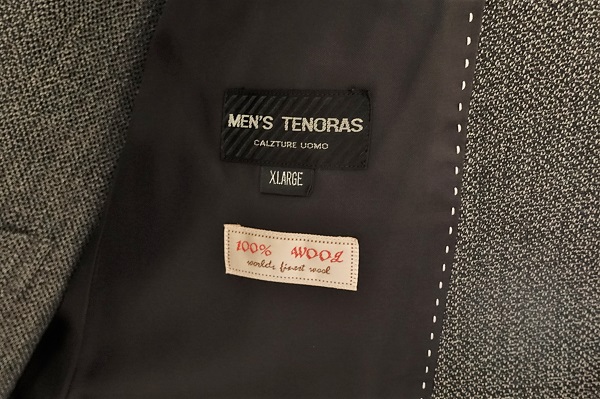 MEN'S TENORAS
CALZTURE UOMO
XLARGE
100% WOOL
worlds finest wool